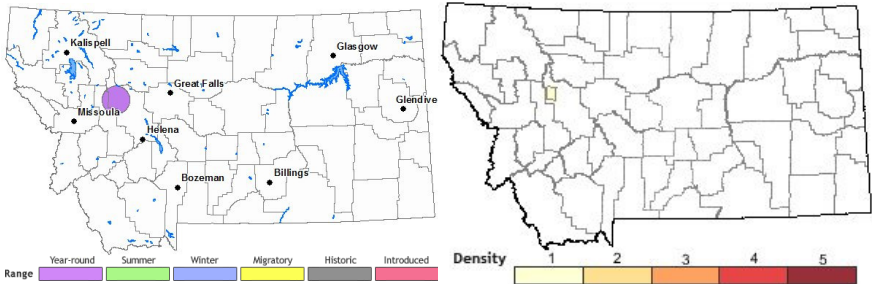 Kalispell
Glasgow
Great Falls
Glendive
Missoula
Helena
Bozeman
Billings
Year-round Summer Winter Migratory Historic Introduced
Range
Density 1 2 3 4 5